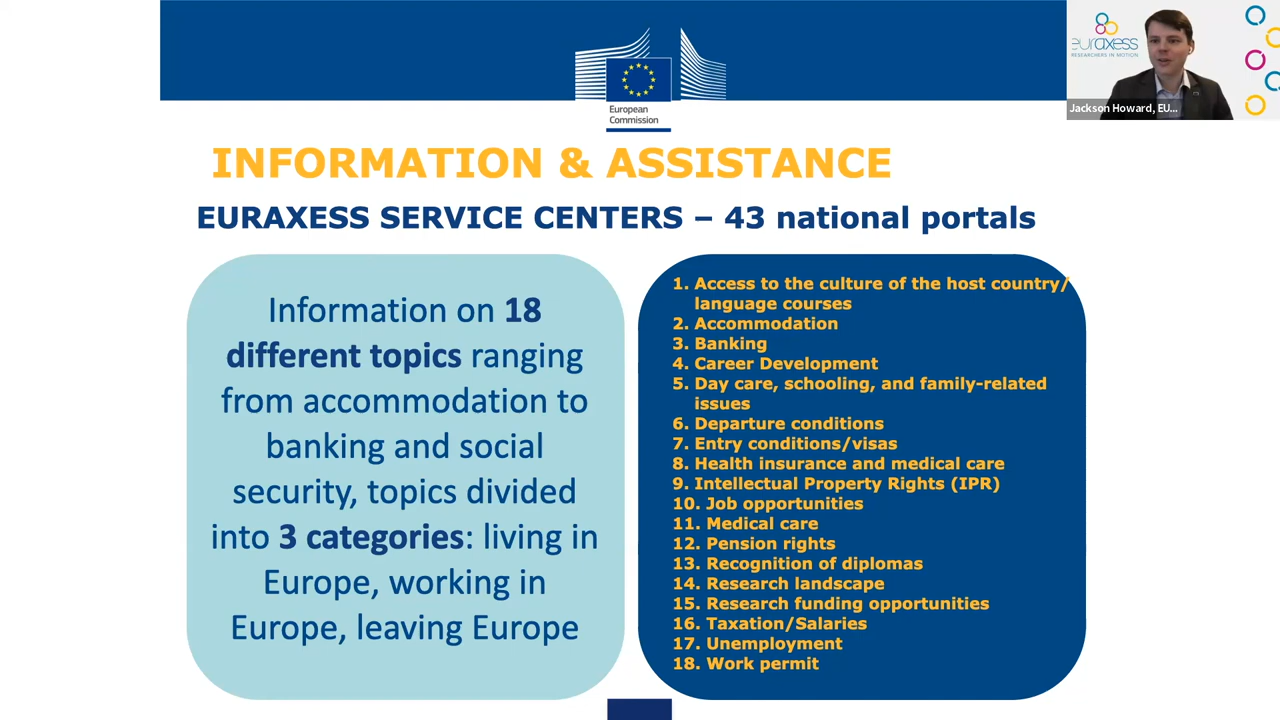 European
Commission
euraxess
RESEARCHERS IN MOTION
Jackson Howard, EU...
INFORMATION & ASSISTANCE
EURAXESS SERVICE CENTERS – 43 national portals
Information on 18
different topics ranging
from accommodation to
banking and social
security, topics divided
into 3 categories: living in
Europe, working in
Europe, leaving Europe
1. Access to the culture of the host country/
language courses
2. Accommodation
3. Banking
4. Career Development
5. Day care, schooling, and family-related
issues
6. Departure conditions
7. Entry conditions/visas
8. Health insurance and medical care
9. Intellectual Property Rights (IPR)
10. Job opportunities
11. Medical care
12. Pension rights
13. Recognition of diplomas
14. Research landscape
15. Research funding opportunities
16. Taxation/Salaries
17. Unemployment
18. Work permit